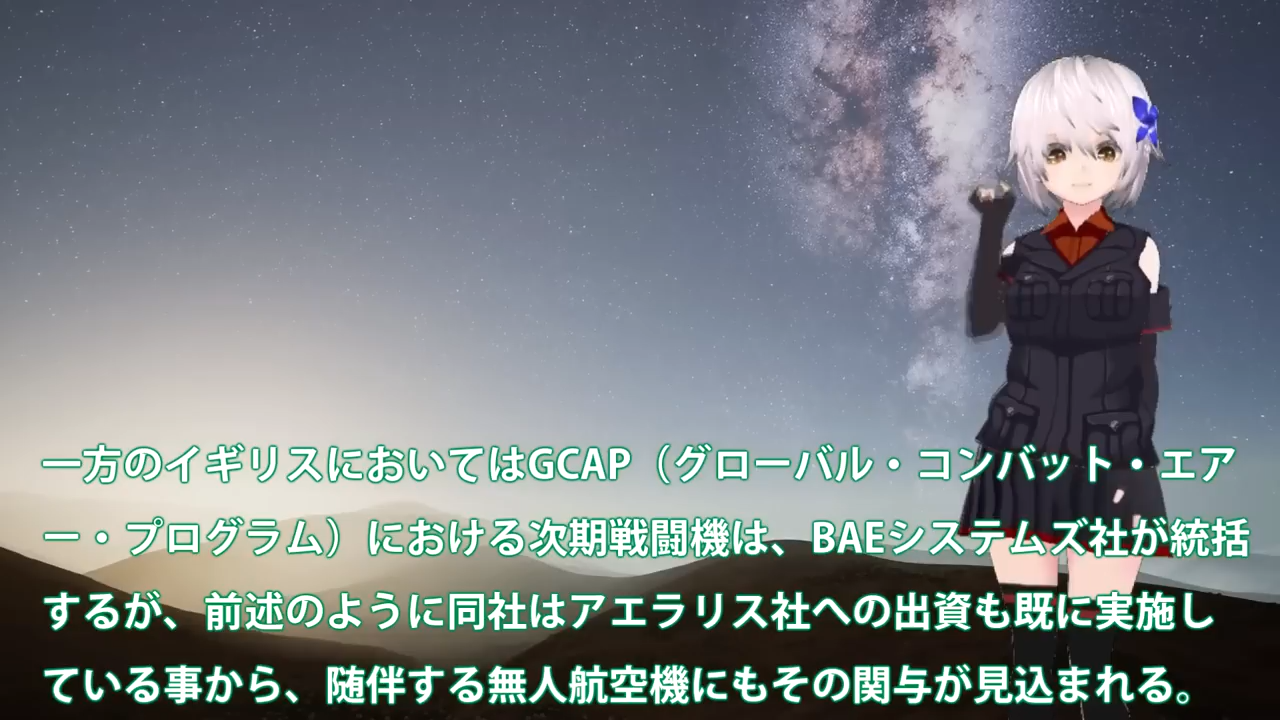 一方のイギリスにおいてはGCAP（グローバル・コンバット・エア
ー・プログラム）における次期戦闘機は、BAEシステムズ社が統括
するが、前述のように同社はアエラリス社への出資も既に実施し
ている事から、随伴する無人航空機にもその関与が見込まれる。